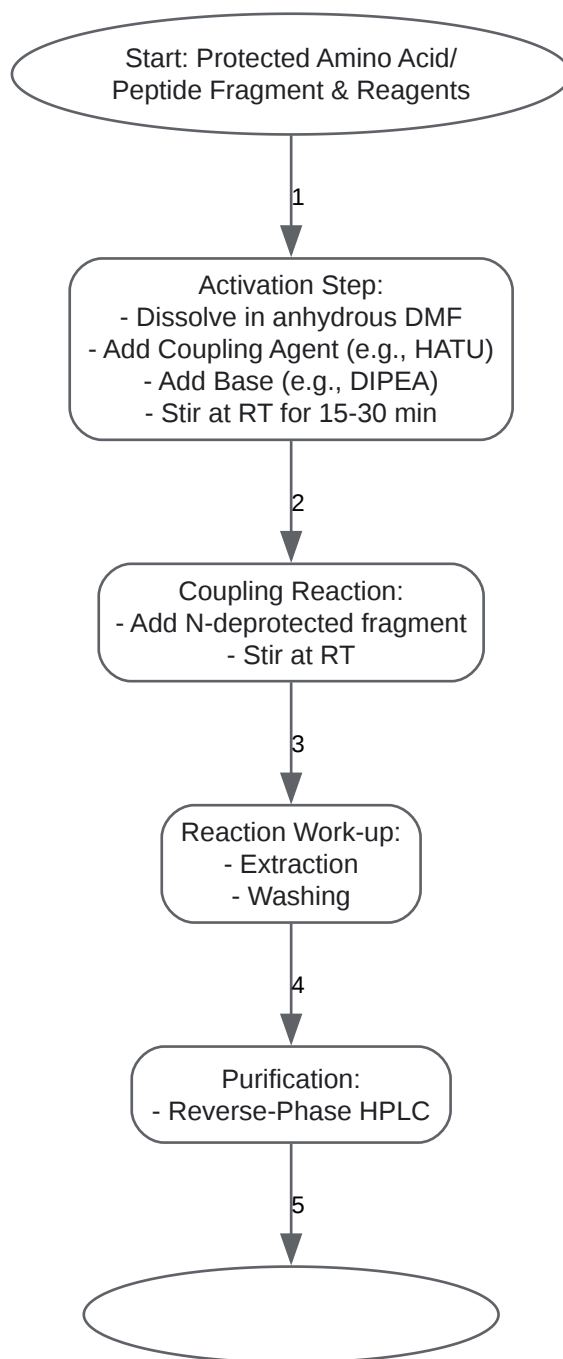 Start: Protected Amino Acid/
Peptide Fragment & Reagents
1
Activation Step:
- Dissolve in anhydrous DMF
- Add Coupling Agent (e.g., HATU)
- Add Base (e.g., DIPEA)
- Stir at RT for 15-30 min
2
Coupling Reaction:
- Add N-deprotected fragment
- Stir at RT
3
Reaction Work-up:
- Extraction
- Washing
4
Purification:
- Reverse-Phase HPLC
5